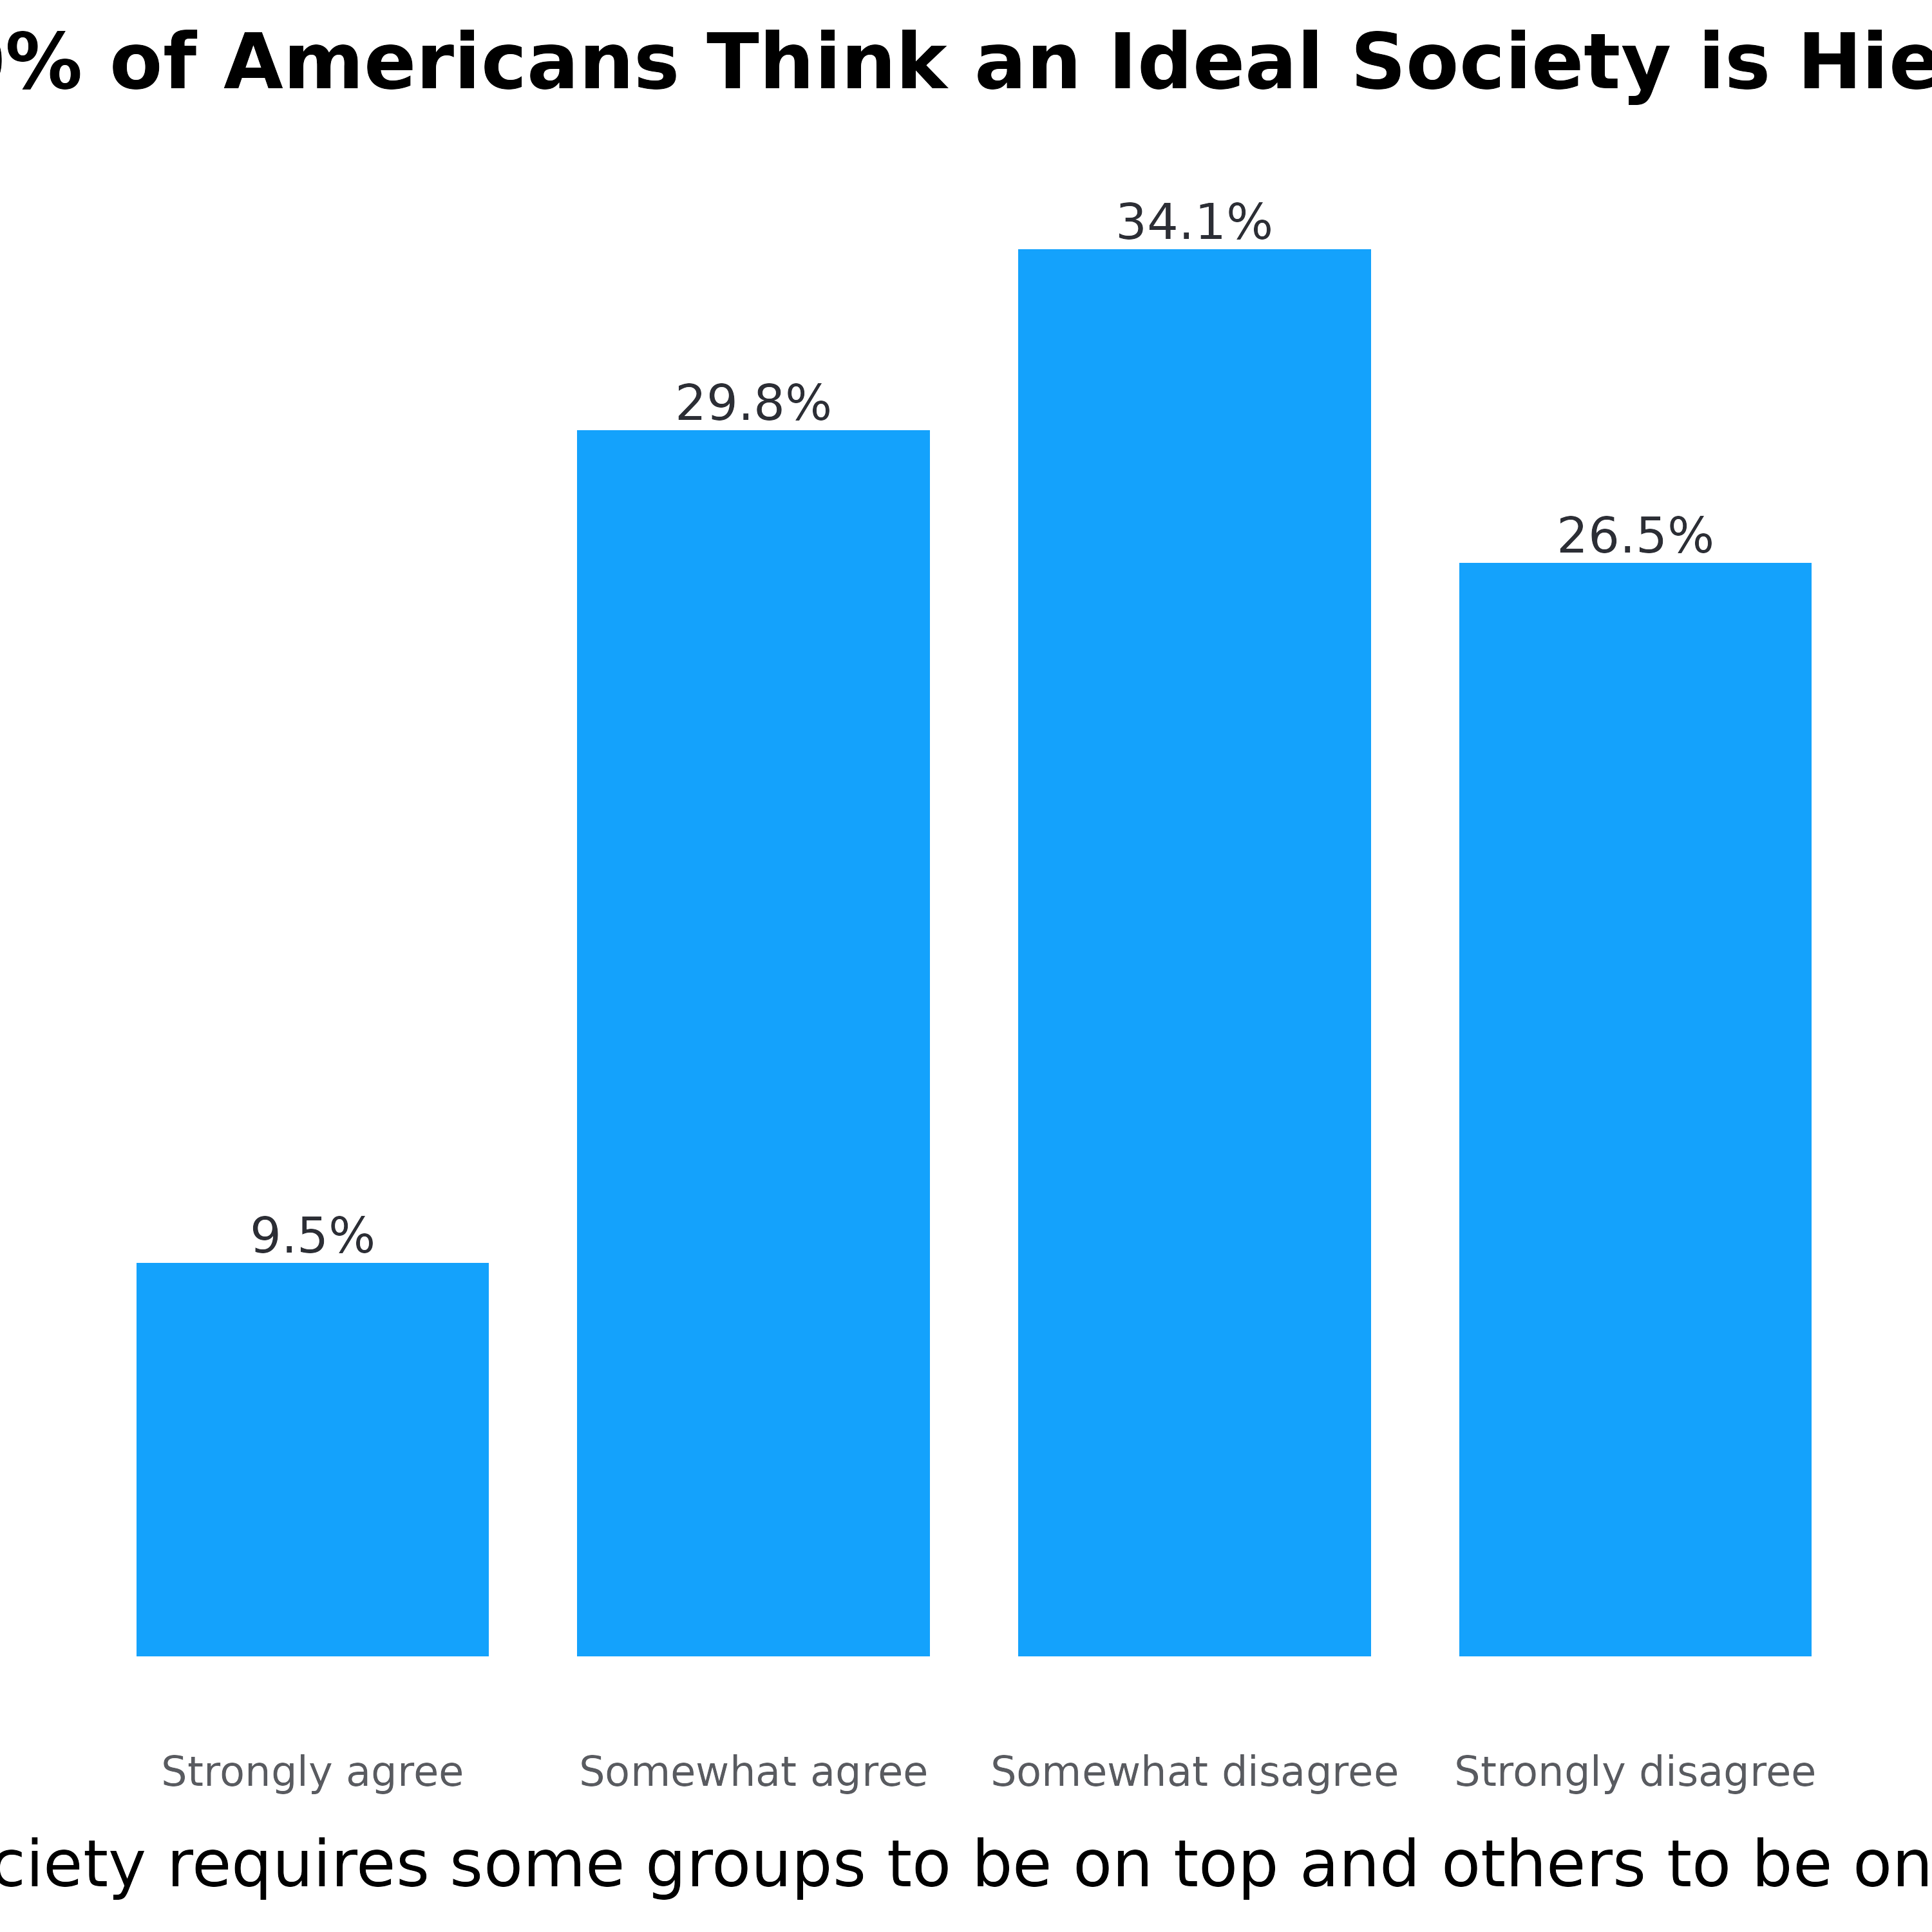 % of Americans Think an Ideal Society is Hie
34.1%
29.8%
26.5%
9.5%
Strongly agree Somewhat agree Somewhat disagree Strongly disagree
ciety requires some groups to be on top and others to be on